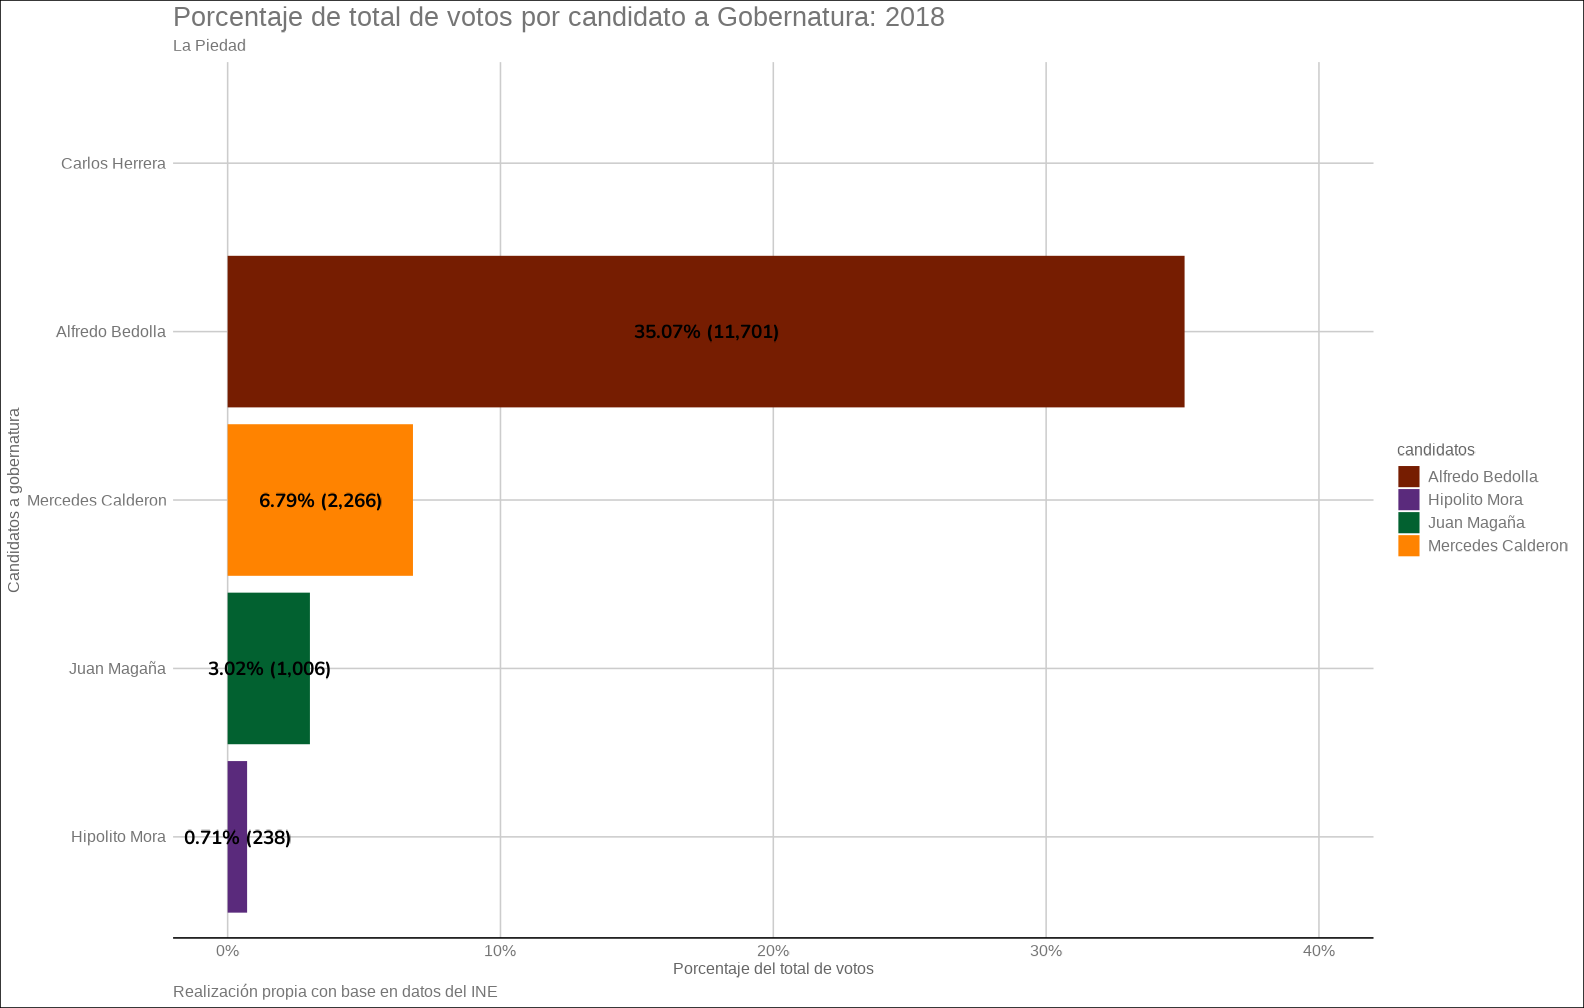 Porcentaje de total de votos por candidato a Gobernatura: 2018
La Piedad
Candidatos a gobernatura
Carlos Herrera
Alfredo Bedolla
35.07% (11,701)
Mercedes Calderon
6.79% (2,266)
Juan Magaña
3.02% (1,006)
Hipolito Mora
0.71% (238)
0% 10% 20% 30% 40%
Porcentaje del total de votos
candidatos
Alfredo Bedolla
Hipolito Mora
Juan Magaña
Mercedes Calderon
Realización propia con base en datos del INE